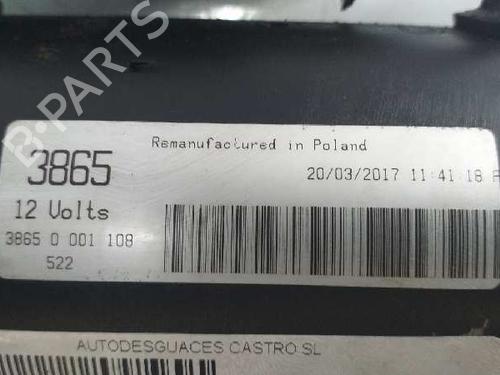 Remanufactured in Poland
3865
20/03/2017 11:41:18
12 Volts
3865 0 001 108
522
AUTODESGUACES CASTRO SL
B-PARTS